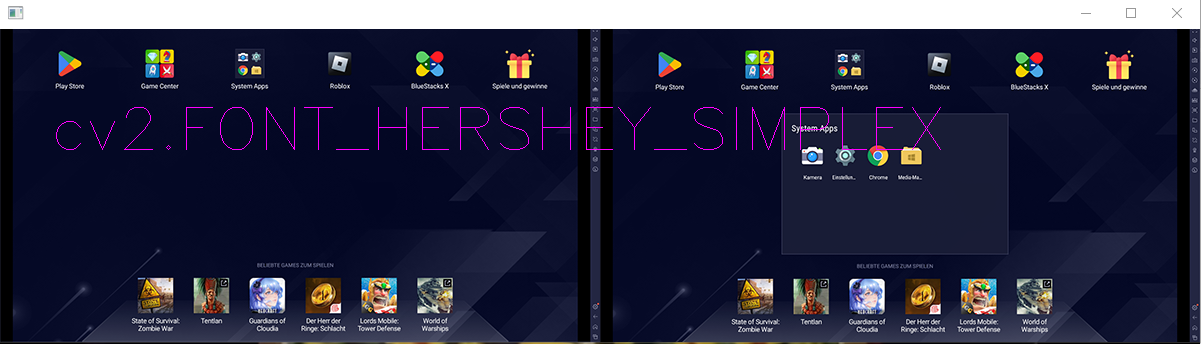 Play Store
Game Center
System Apps
Roblox
BlueStacks X
Spiele und gewinne
Play Store
Game Center
System Apps
Roblox
BlueStacks X
Spiele und gewinne
cv2.FONT_HERSHEY_SIMPLEX
System Apps
Kamera
Einstellun...
Chrome
Media-Ma...
BELIEBTE GAMES ZUM SPIELEN
BELIEBTE GAMES ZUM SPIELEN
State of Survival:
Zombie War
Tentlan
Guardians of
Cloudia
Der Herr der
Ringe: Schlacht
Lords Mobile:
Tower Defense
World of
Warships
State of Survival:
Zombie War
Tentlan
Guardians of
Cloudia
Der Herr der
Ringe: Schlacht
Lords Mobile:
Tower Defense
World of
Warships